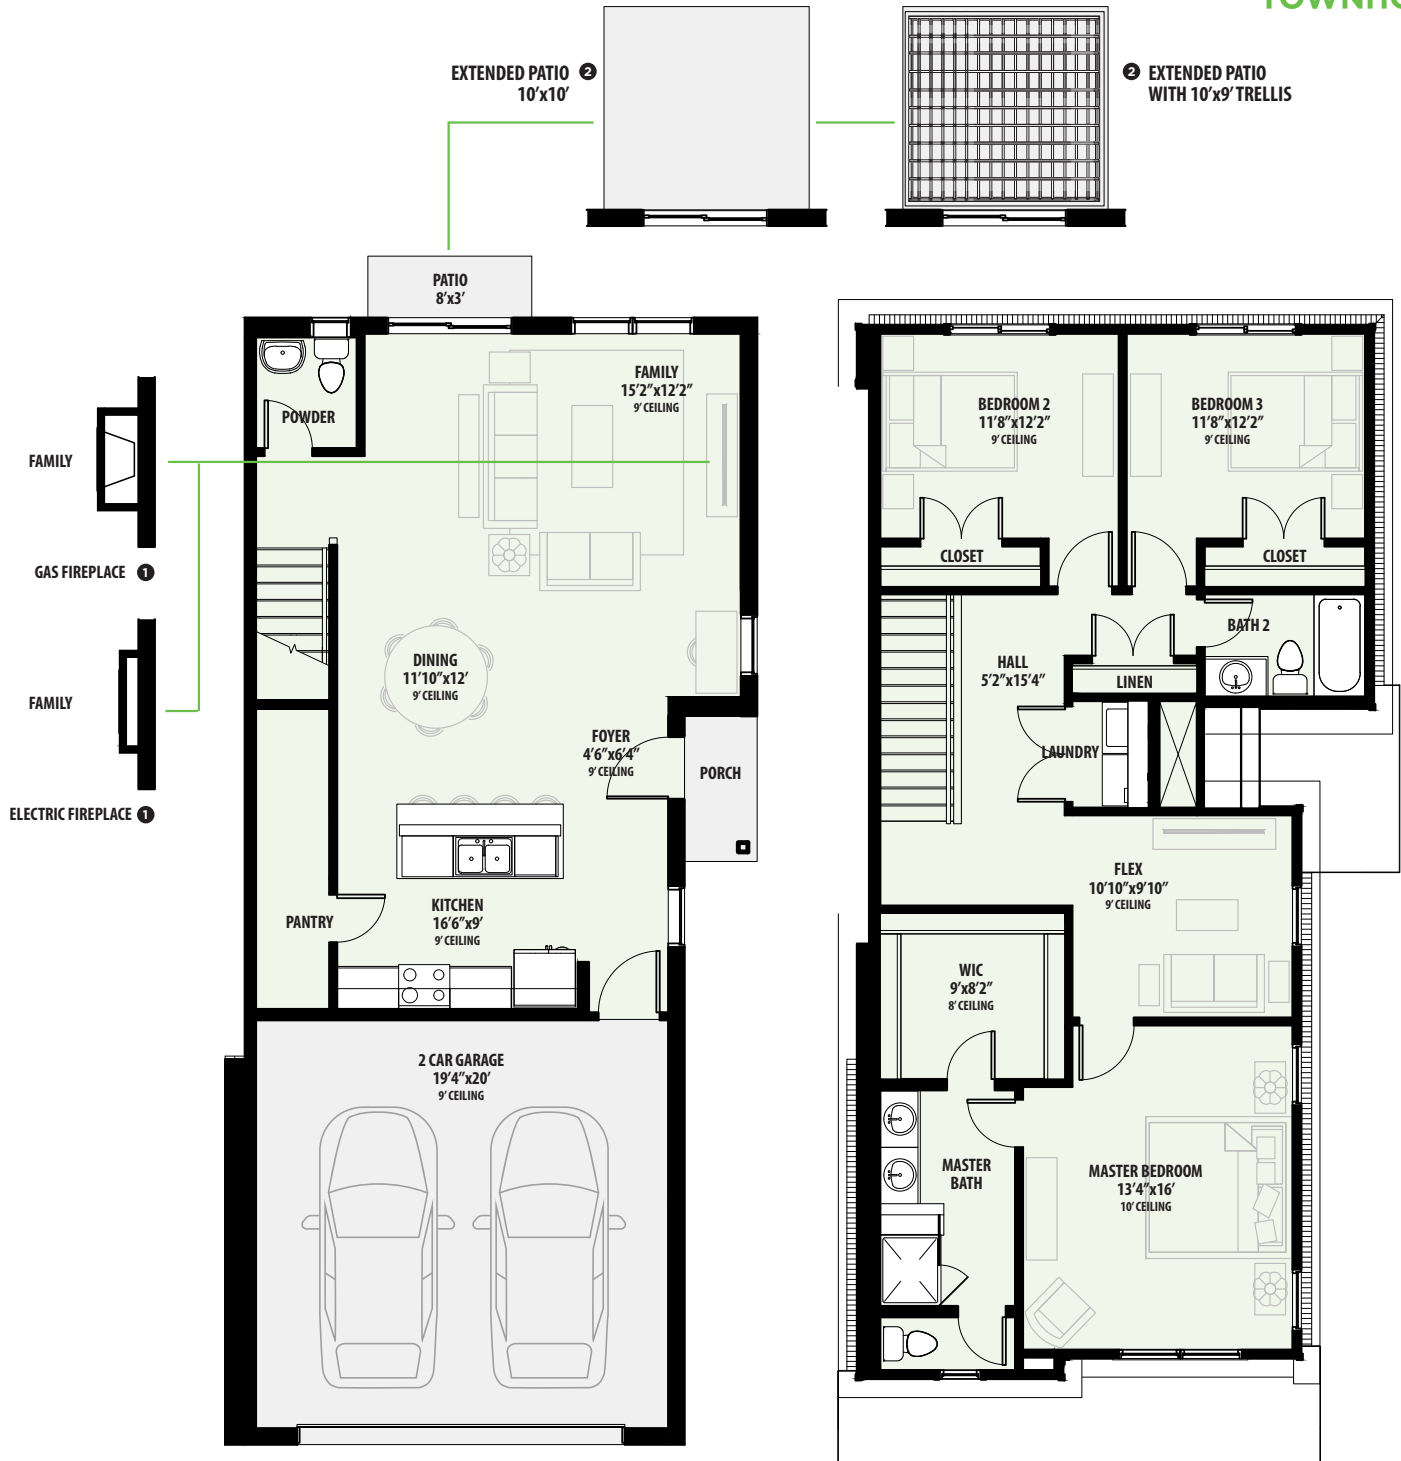 EXTENDED PATIO ❷
10'x10'
❷ EXTENDED PATIO
WITH 10'x9' TRELLIS
PATIO
8'x3'
POWDER
FAMILY
15'2"x12'2"
9' CEILING
FAMILY
GAS FIREPLACE ❶
FAMILY
ELECTRIC FIREPLACE ❶
DINING
11'10"x12'
9' CEILING
FOYER
4'6"x6'4"
9' CEILING
PORCH
PANTRY
KITCHEN
16'6"x9'
9' CEILING
2 CAR GARAGE
19'4"x20'
9' CEILING
BEDROOM 2
11'8"x12'2"
9' CEILING
BEDROOM 3
11'8"x12'2"
9' CEILING
CLOSET
CLOSET
BATH 2
HALL
5'2"x15'4"
LINEN
LAUNDRY
FLEX
10'10"x9'10"
9' CEILING
WIC
9'x8'2"
8' CEILING
MASTER
BATH
MASTER BEDROOM
13'4"x16'
10' CEILING